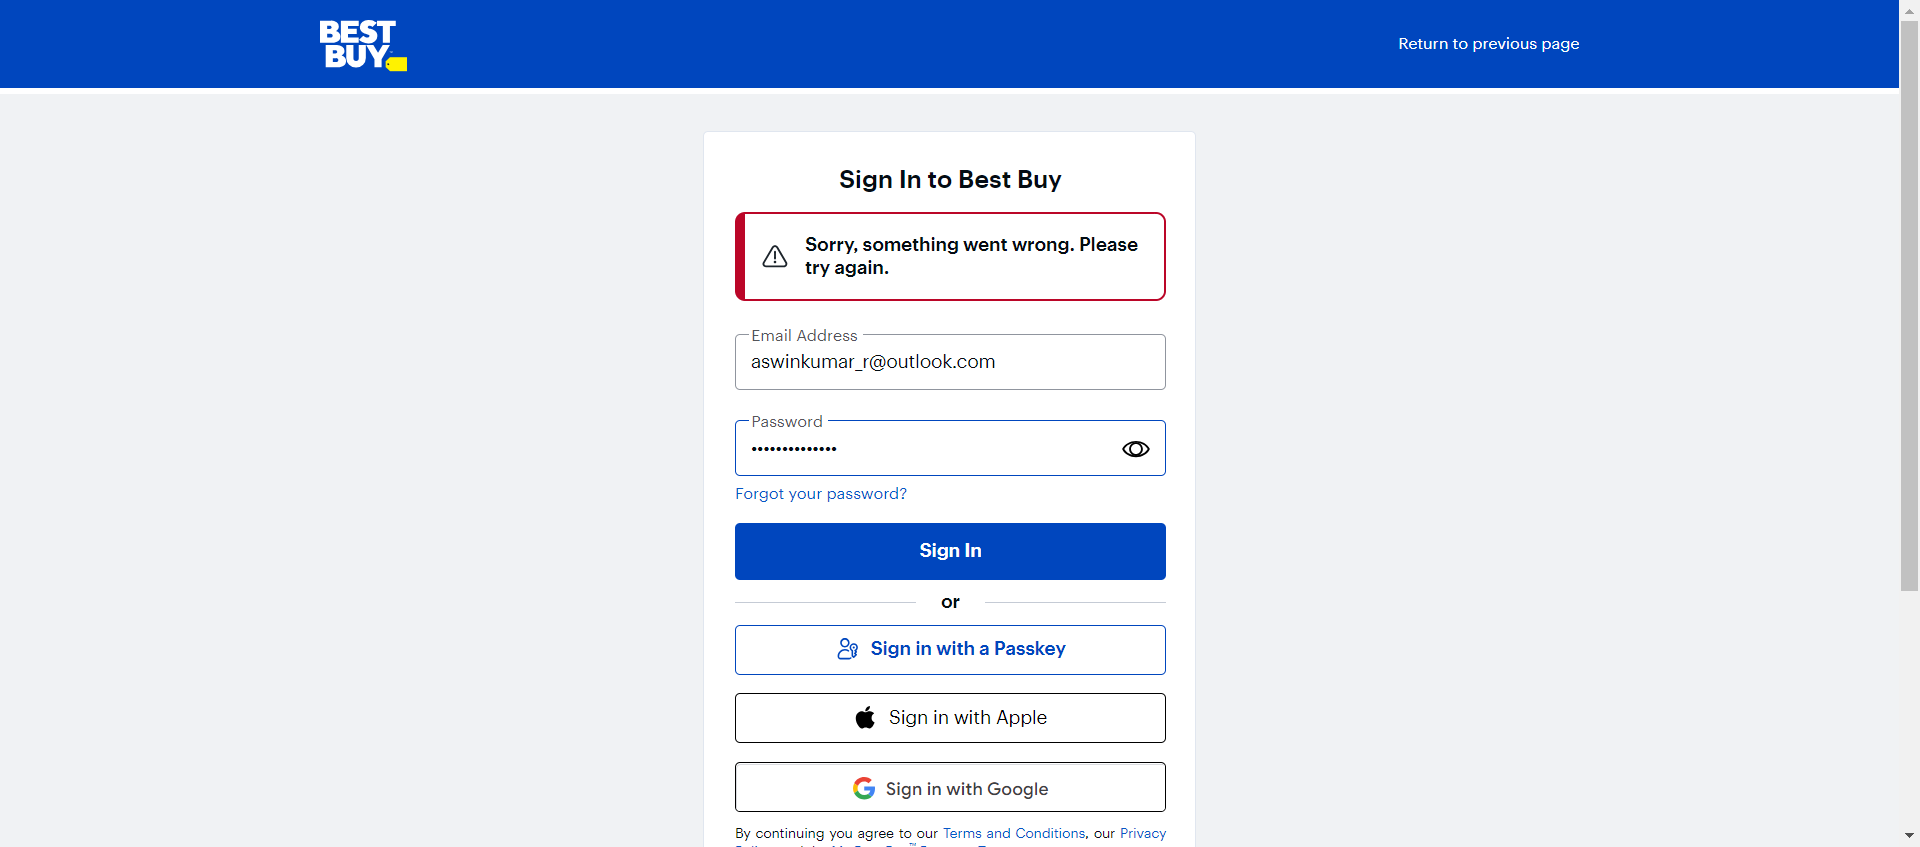 BEST
BUY
Return to previous page
Sign In to Best Buy
Sorry, something went wrong. Please
try again.
Email Address
aswinkumar_r@outlook.com
Password
••••••••••••••
Forgot your password?
Sign In
or
Sign in with a Passkey
Sign in with Apple
Sign in with Google
By continuing you agree to our Terms and Conditions, our Privacy